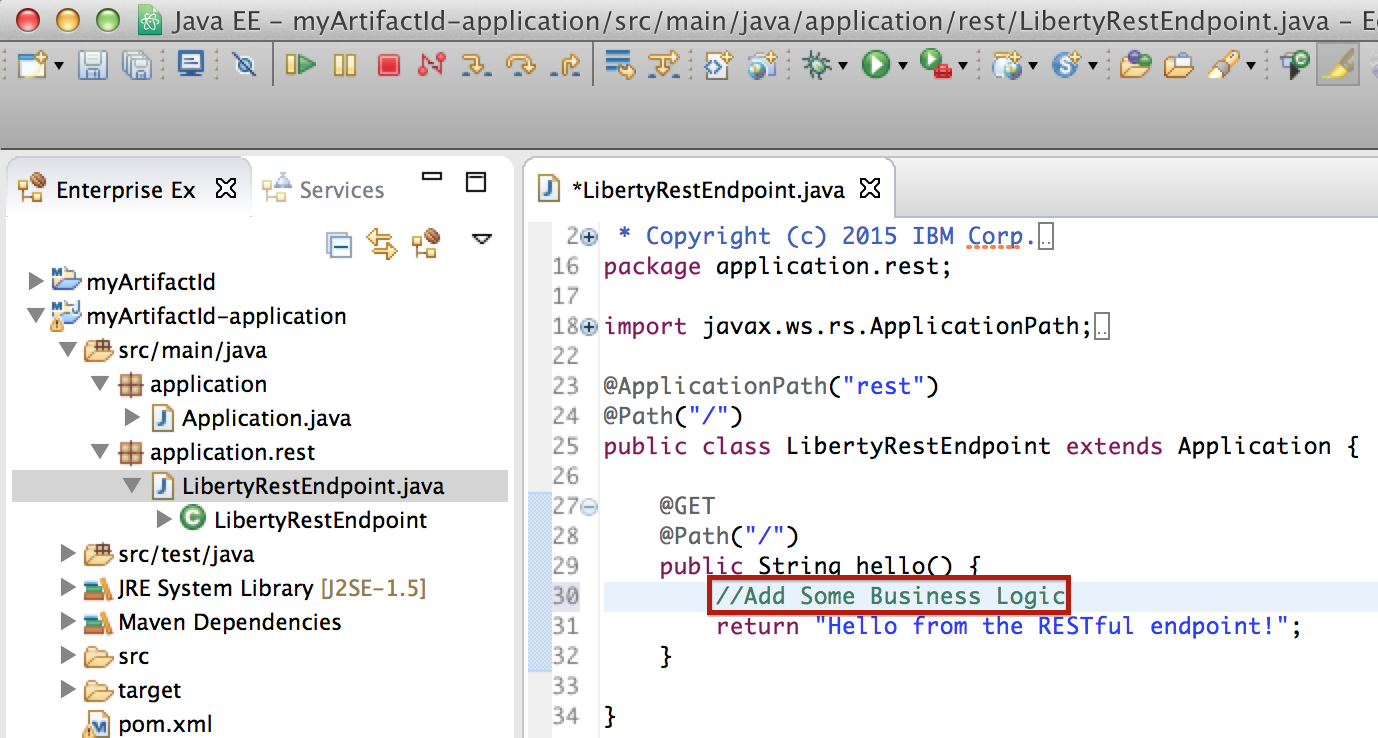 Java EE – myArtifactId-application/src/main/java/application/rest/LibertyRestEndpoint.java –
Enterprise Ex
Services
myArtifactId
myArtifactId-application
src/main/java
application
Application.java
application.rest
LibertyRestEndpoint.java
LibertyRestEndpoint
src/test/java
JRE System Library [J2SE-1.5]
Maven Dependencies
src
target
pom.xml
*LibertyRestEndpoint.java
2 * Copyright (c) 2015 IBM Corp...
16 package application.rest;
17
18 import javax.ws.rs.ApplicationPath;..
22
23 @ApplicationPath("rest")
24 @Path("/")
25 public class LibertyRestEndpoint extends Application {
26
27 @GET
28 @Path("/")
29 public String hello() {
30 //Add Some Business Logic
31 return "Hello from the RESTful endpoint!";
32 }
33
34 }